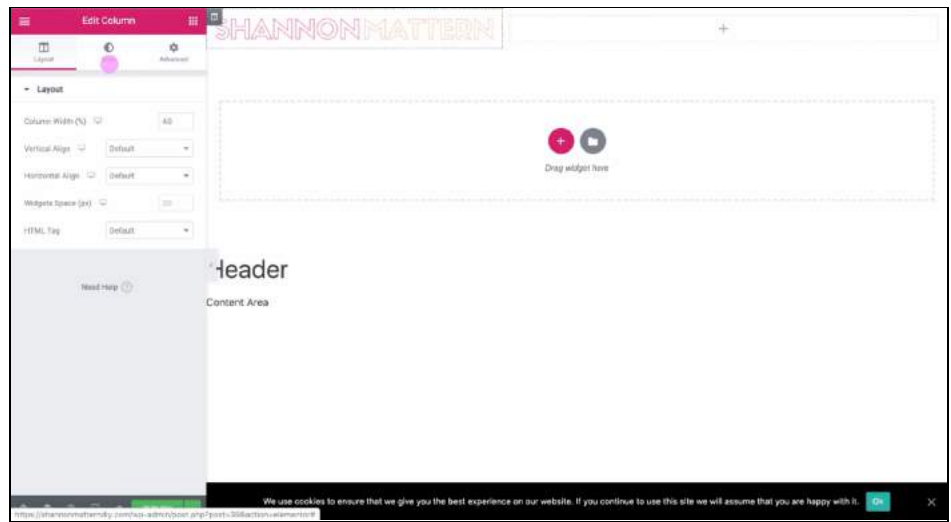 Edit Column
SHANNON MATTERN
Layout
Advanced
Layout
Column Width (%)
Vertical Align Default
Horizontal Align Default
Widgets Space (px) 20
HTML Tag Default
Need Help
Drag widget here
Header
Content Area
We use cookies to ensure that we give you the best experience on our website. If you continue to use this site we will assume that you are happy with it. Ok